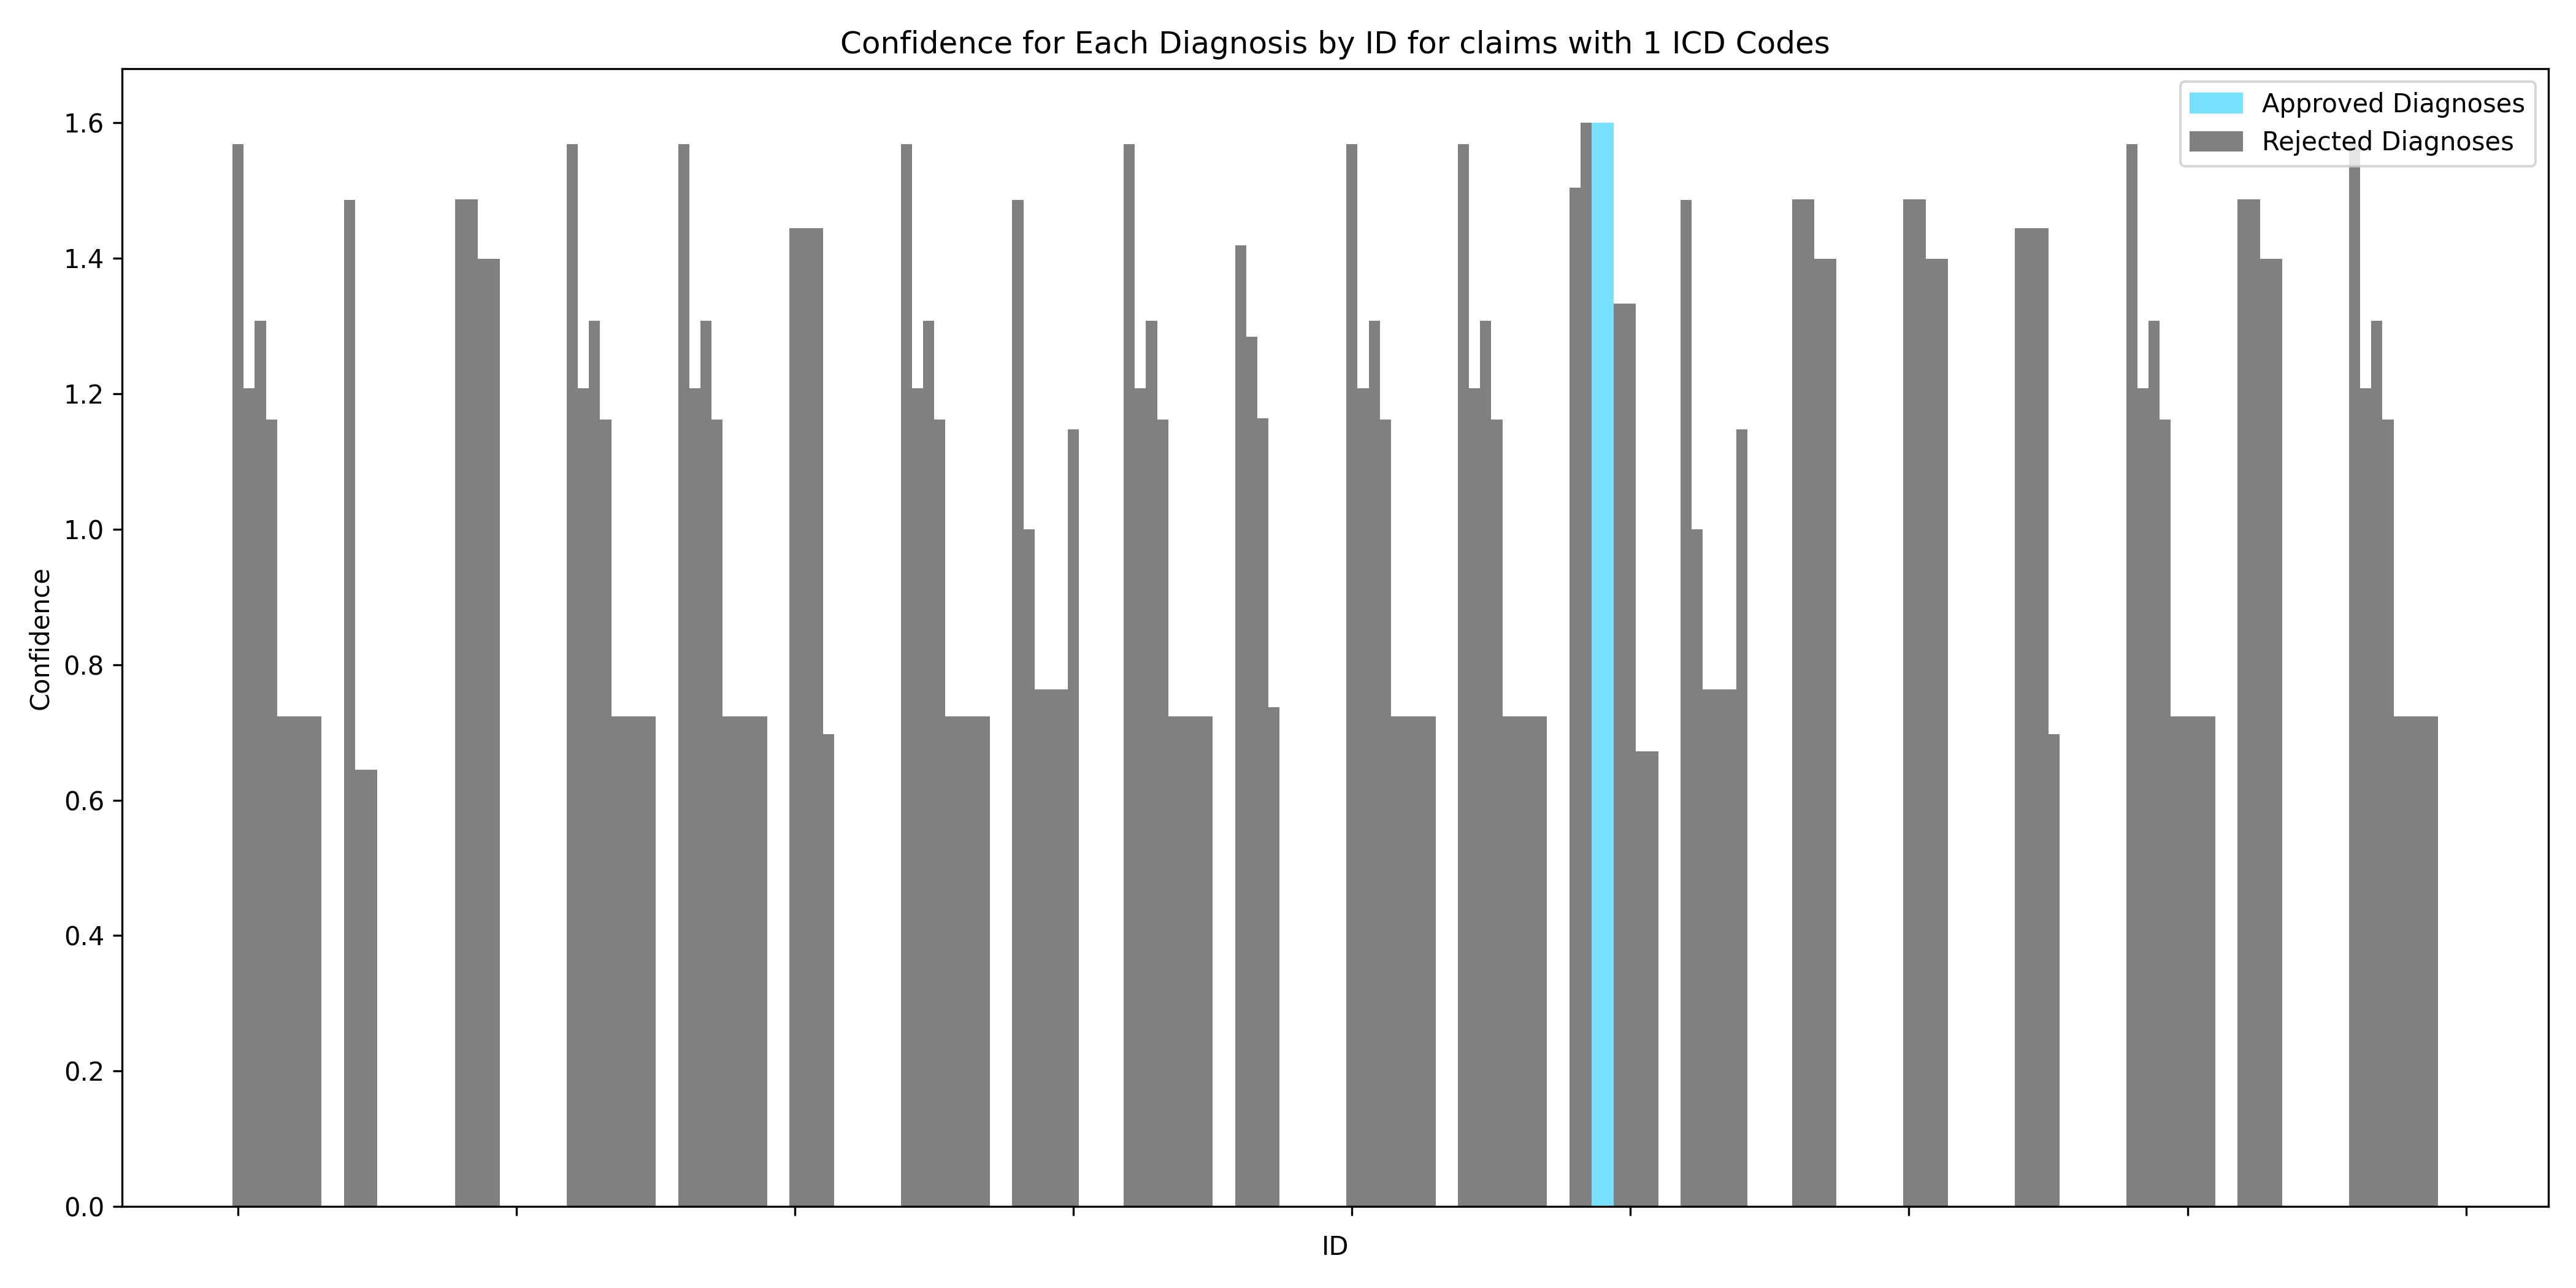 Confidence for Each Diagnosis by ID for claims with 1 ICD Codes
Approved Diagnoses
Rejected Diagnoses
1.6
1.4
1.2
1.0
0.8
0.6
0.4
0.2
0.0
Confidence
ID